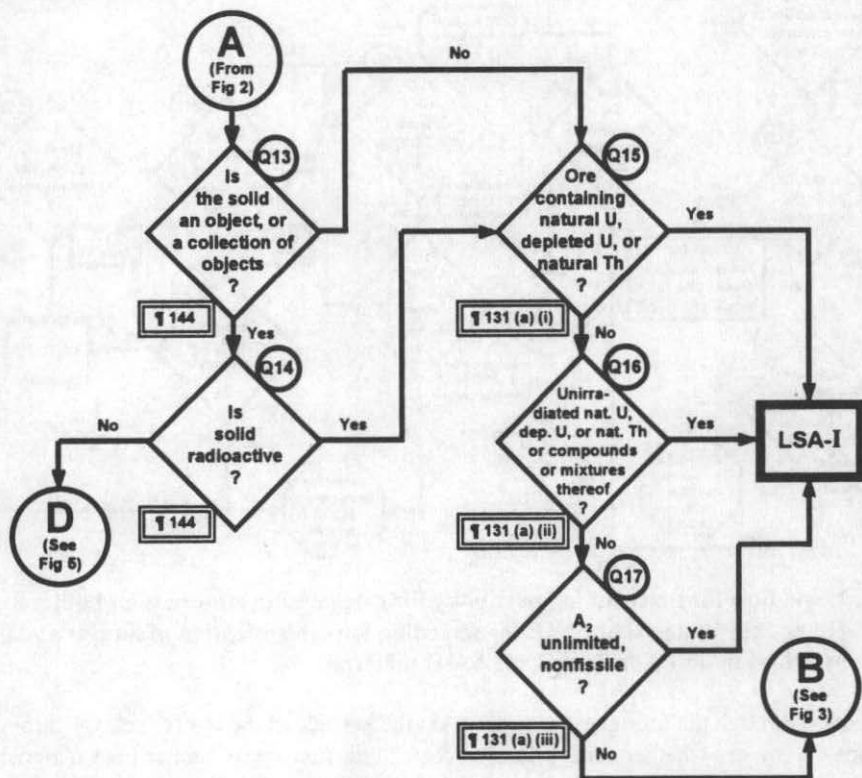 A
(From
Fig 2)
No
Q13
Is
the solid
an object, or
a collection of
objects
?
¶ 144
Yes
Q15
Ore
containing
natural U,
depleted U, or
natural Th
?
Yes
¶ 131 (a) (i)
No
Q14
Is
solid
radioactive
?
No
Yes
¶ 144
D
(See
Fig 5)
Q16
Unirra-
diated nat. U,
dep. U, or nat. Th
or compounds
or mixtures
thereof
?
Yes
¶ 131 (a) (ii)
No
LSA-I
Q17
A₂
unlimited,
nonfissile
?
Yes
¶ 131 (a) (iii)
No
B
(See
Fig 3)